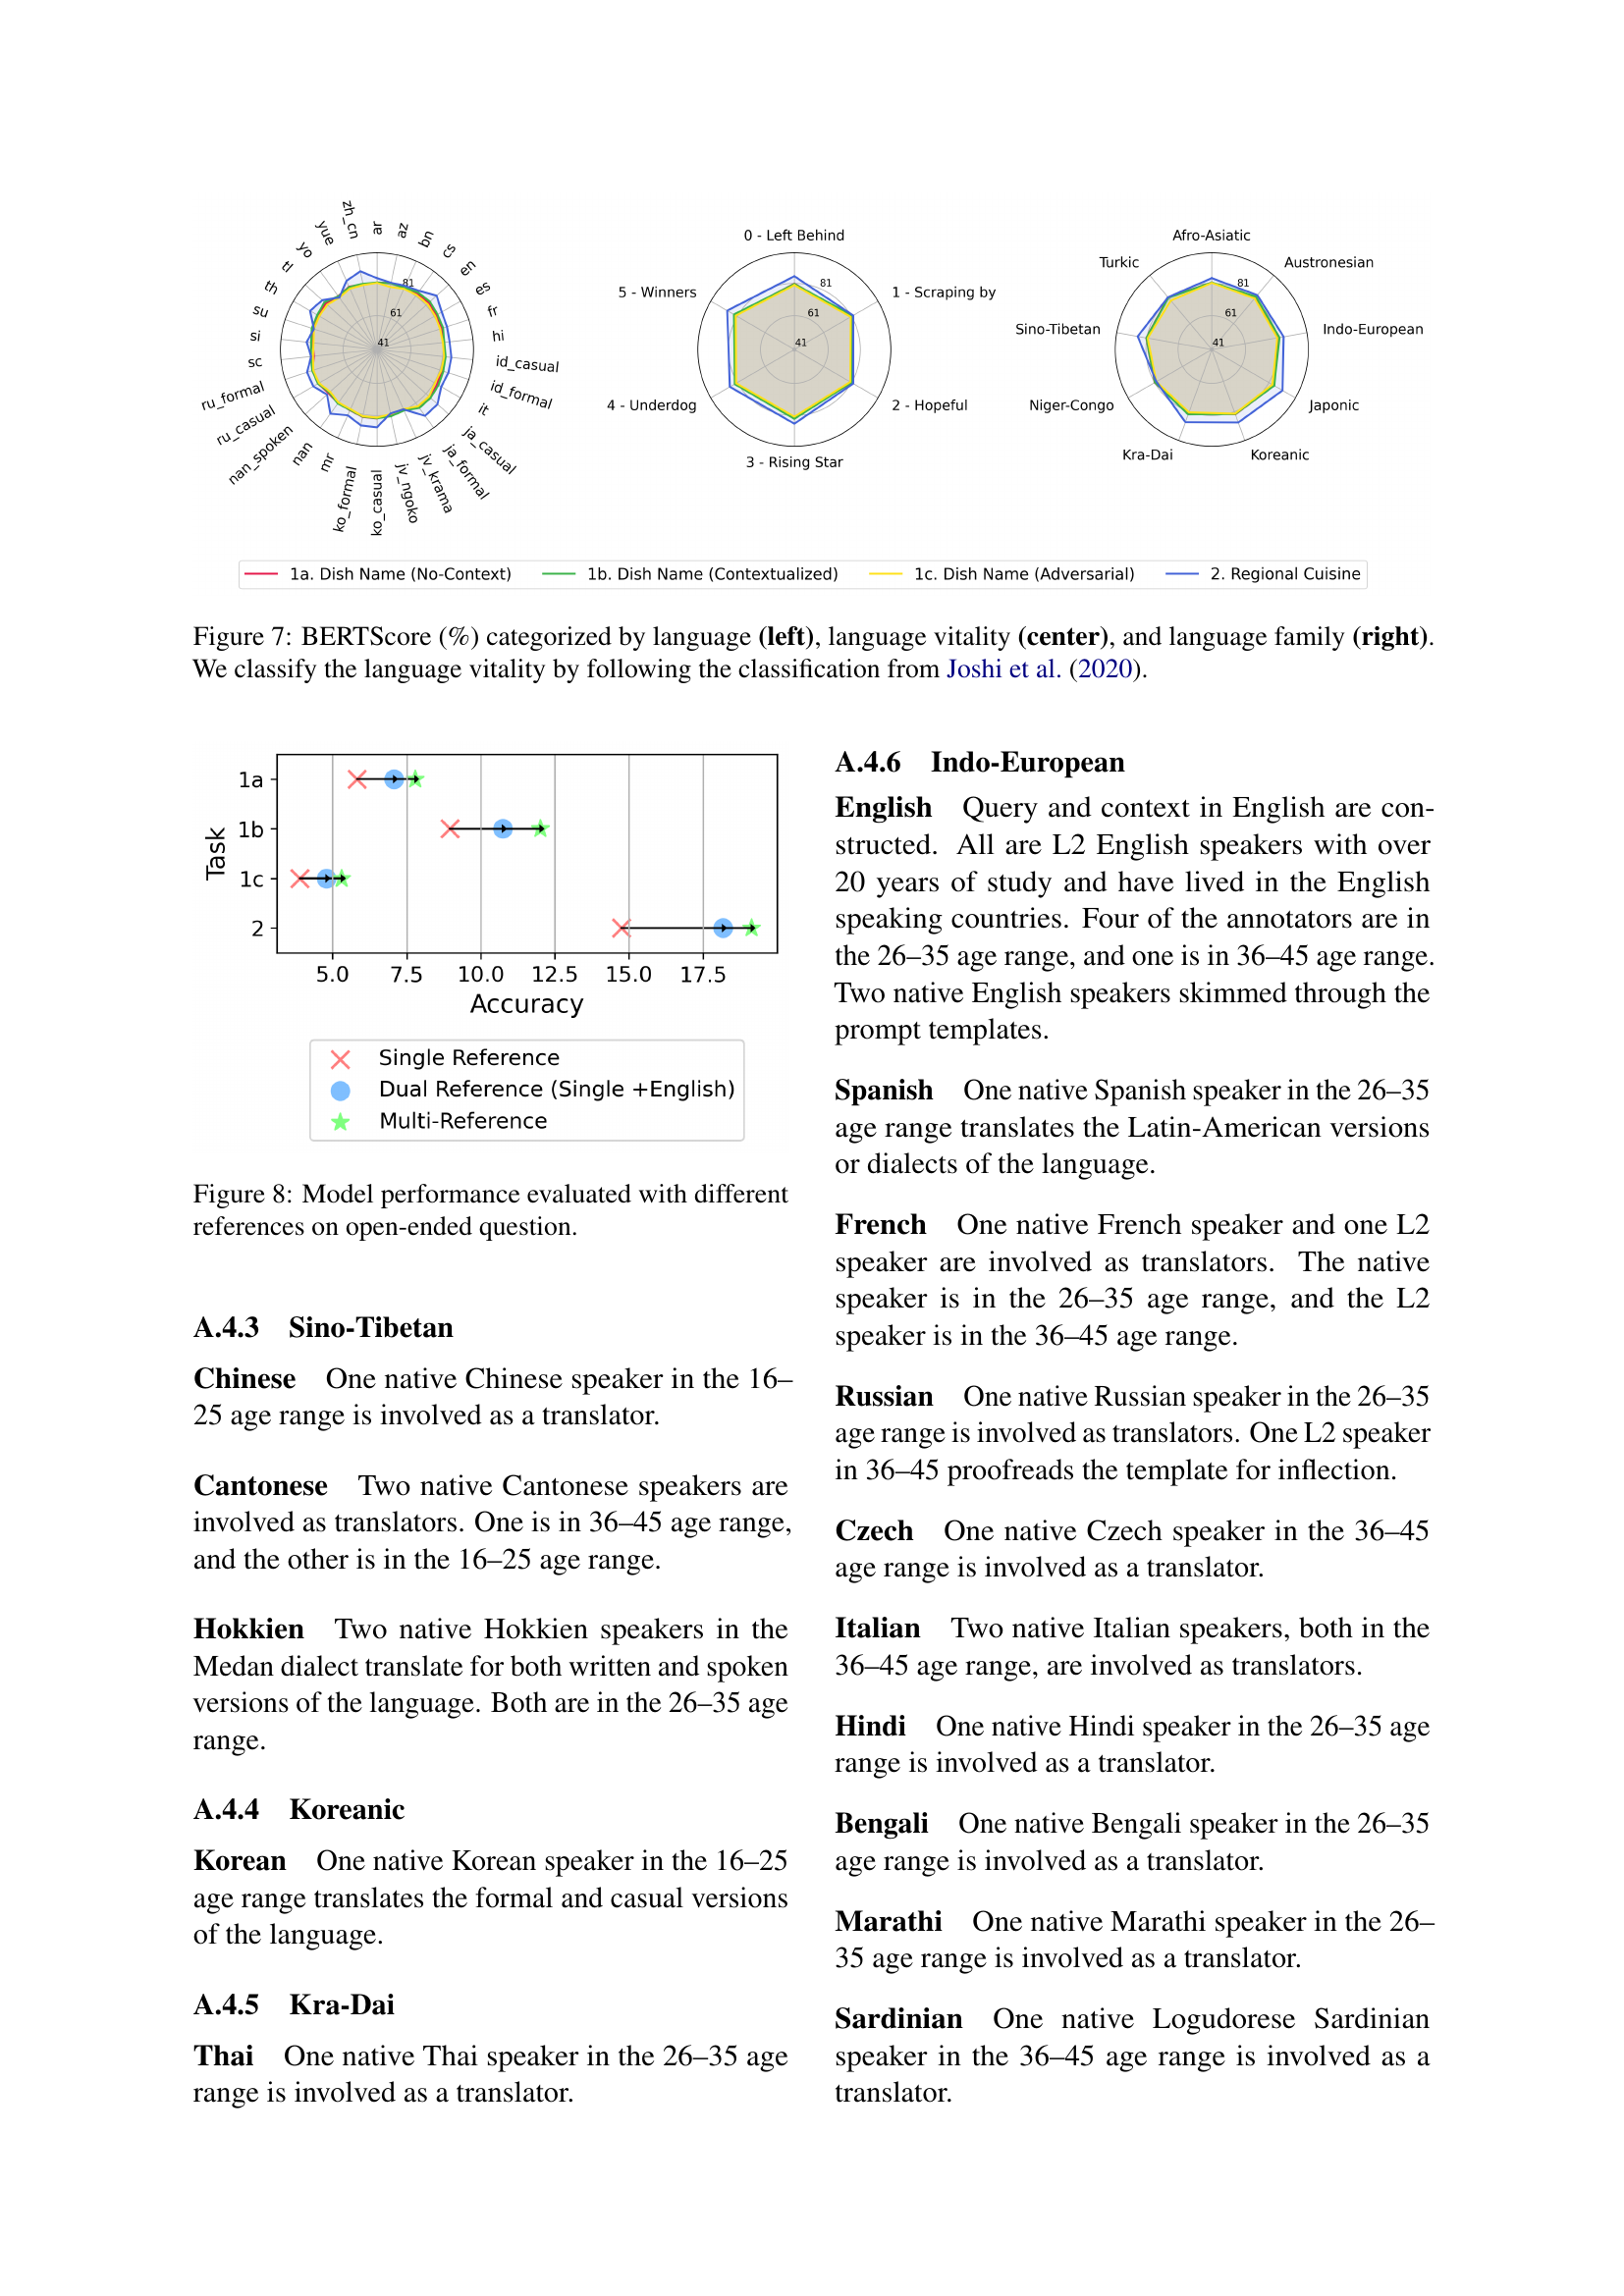 zh_cn
ar
az
bn
cs
en
es
fr
hi
id_casual
id_formal
it
ja_casual
ja_formal
jv_krama
jv_ngoko
ko_casual
ko_formal
mr
nan
nan_spoken
ru_casual
ru_formal
sc
si
su
th
tt
yo
yue
81
61
41
0 - Left Behind
5 - Winners
1 - Scraping by
4 - Underdog
2 - Hopeful
3 - Rising Star
81
61
41
Afro-Asiatic
Turkic
Austronesian
Sino-Tibetan
Indo-European
Niger-Congo
Japonic
Kra-Dai
Koreanic
81
61
41
1a. Dish Name (No-Context)
1b. Dish Name (Contextualized)
1c. Dish Name (Adversarial)
2. Regional Cuisine
Figure 7: BERTScore (%) categorized by language (left), language vitality (center), and language family (right).
We classify the language vitality by following the classification from Joshi et al. (2020).
Task
1a
1b
1c
2
5.0 7.5 10.0 12.5 15.0 17.5
Accuracy
Single Reference
Dual Reference (Single +English)
Multi-Reference
Figure 8: Model performance evaluated with different
references on open-ended question.
A.4.3 Sino-Tibetan
Chinese One native Chinese speaker in the 16–
25 age range is involved as a translator.
Cantonese Two native Cantonese speakers are
involved as translators. One is in 36–45 age range,
and the other is in the 16–25 age range.
Hokkien Two native Hokkien speakers in the
Medan dialect translate for both written and spoken
versions of the language. Both are in the 26–35 age
range.
A.4.4 Koreanic
Korean One native Korean speaker in the 16–25
age range translates the formal and casual versions
of the language.
A.4.5 Kra-Dai
Thai One native Thai speaker in the 26–35 age
range is involved as a translator.
A.4.6 Indo-European
English Query and context in English are con-
structed. All are L2 English speakers with over
20 years of study and have lived in the English
speaking countries. Four of the annotators are in
the 26–35 age range, and one is in 36–45 age range.
Two native English speakers skimmed through the
prompt templates.
Spanish One native Spanish speaker in the 26–35
age range translates the Latin-American versions
or dialects of the language.
French One native French speaker and one L2
speaker are involved as translators. The native
speaker is in the 26–35 age range, and the L2
speaker is in the 36–45 age range.
Russian One native Russian speaker in the 26–35
age range is involved as translators. One L2 speaker
in 36–45 proofreads the template for inflection.
Czech One native Czech speaker in the 36–45
age range is involved as a translator.
Italian Two native Italian speakers, both in the
36–45 age range, are involved as translators.
Hindi One native Hindi speaker in the 26–35 age
range is involved as a translator.
Bengali One native Bengali speaker in the 26–35
age range is involved as a translator.
Marathi One native Marathi speaker in the 26–
35 age range is involved as a translator.
Sardinian One native Logudorese Sardinian
speaker in the 36–45 age range is involved as a
translator.